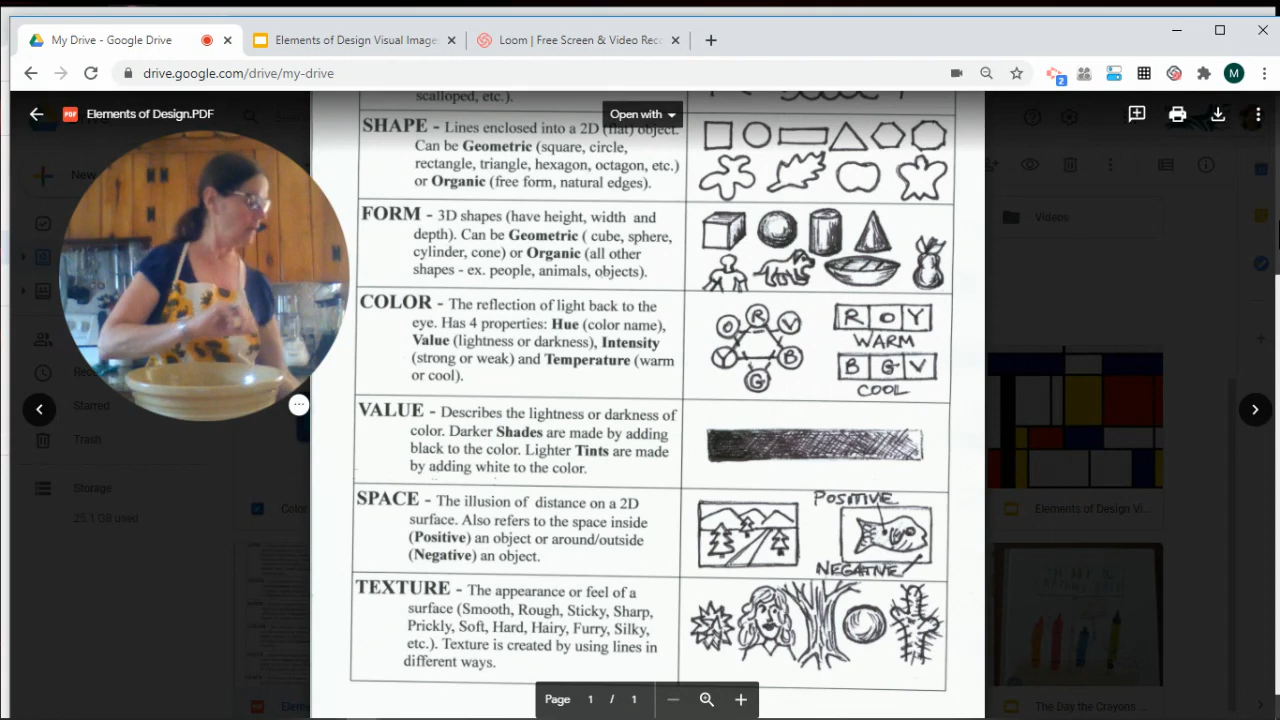 My Drive - Google Drive
Elements of Design Visual Image
Loom | Free Screen & Video Rec
drive.google.com/drive/my-drive
2
M
PDF
Elements of Design.PDF
Open with
scalloped, etc.).
SHAPE - Lines enclosed into a 2D (flat) object.
Can be Geometric (square, circle,
rectangle, triangle, hexagon, octagon, etc.)
or Organic (free form, natural edges).
FORM - 3D shapes (have height, width and
depth). Can be Geometric ( cube, sphere,
cylinder, cone) or Organic (all other
shapes - ex. people, animals, objects).
COLOR - The reflection of light back to the
eye. Has 4 properties: Hue (color name),
Value (lightness or darkness), Intensity
(strong or weak) and Temperature (warm
or cool).
O R V
Y B
G
R O Y
WARM
B G V
COOL
VALUE - Describes the lightness or darkness of
color. Darker Shades are made by adding
black to the color. Lighter Tints are made
by adding white to the color.
SPACE - The illusion of distance on a 2D
surface. Also refers to the space inside
(Positive) an object or around/outside
(Negative) an object.
POSITIVE
NEGATIVE
TEXTURE - The appearance or feel of a
surface (Smooth, Rough, Sticky, Sharp,
Prickly, Soft, Hard, Hairy, Furry, Silky,
etc.). Texture is created by using lines in
different ways.
Page 1 / 1
New
Starred
Trash
Storage
25.1 GB used
Videos
Color
Elements of Design Vi...
Eleme
The Day the Crayons